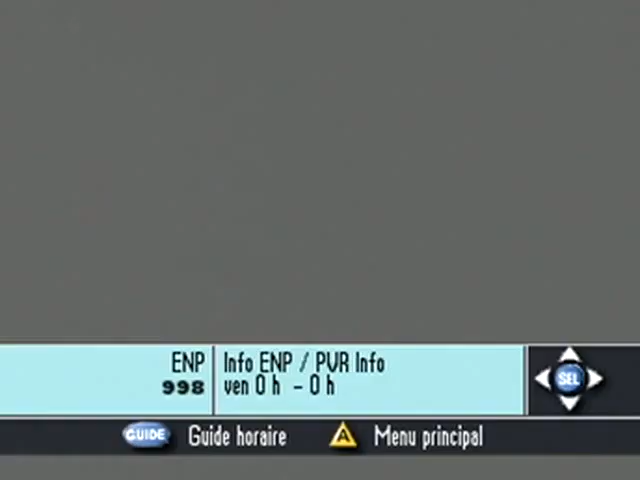 ENP Info ENP / PVR Info
998 ven 0 h - 0 h
SEL
GUIDE Guide horaire A Menu principal